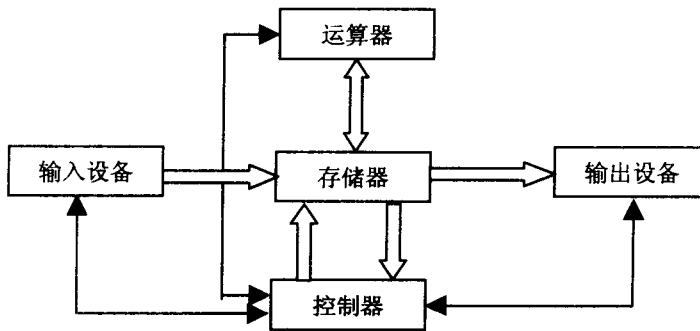 运算器
输入设备
存储器
输出设备
控制器